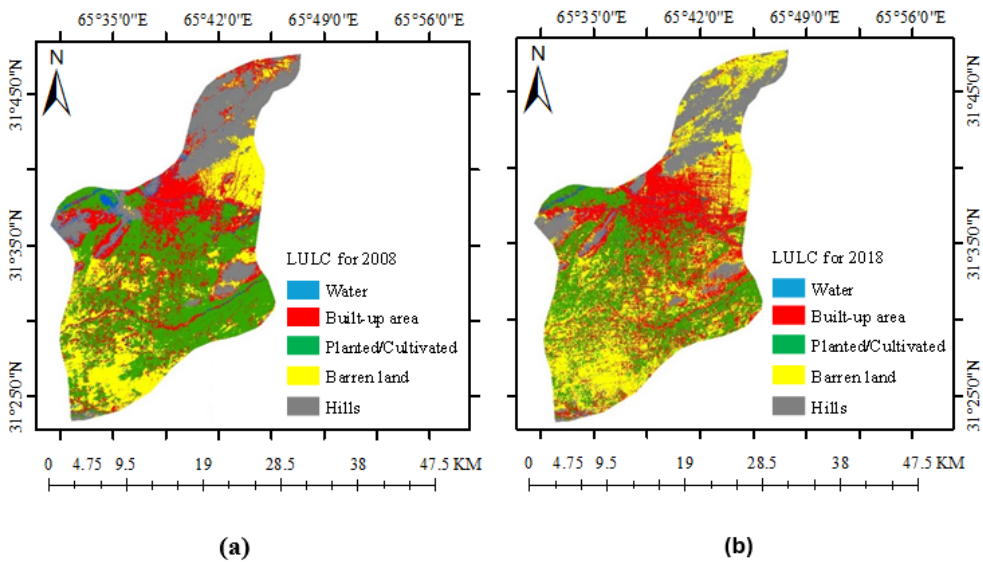 65°35'0"E 65°42'0"E 65°49'0"E 65°56'0"E
65°35'0"E 65°42'0"E 65°49'0"E 65°56'0"E
N
N
31°45'0"N
31°45'0"N
31°35'0"N
31°35'0"N
31°25'0"N
31°25'0"N
LULC for 2008
Water
Built-up area
Planted/Cultivated
Barren land
Hills
LULC for 2018
Water
Built-up area
Planted/Cultivated
Barren land
Hills
0 4.75 9.5 19 28.5 38 47.5 KM
0 4.75 9.5 19 28.5 38 47.5 KM
(a)
(b)